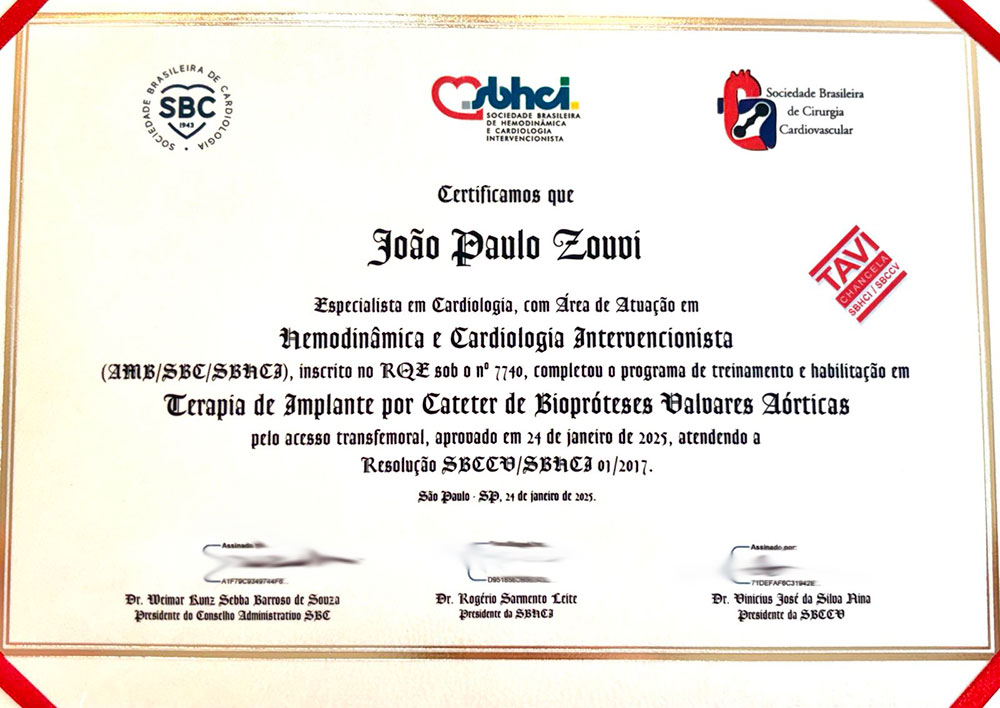 SOCIEDADE BRASILEIRA DE CARDIOLOGIA
SBC
1943
sbhci.
SOCIEDADE BRASILEIRA
DE HEMODINÂMICA
E CARDIOLOGIA
INTERVENCIONISTA
Sociedade Brasileira
de Cirurgia
Cardiovascular
Certificamos que
João Paulo Zouvi
TAVI
CHANCELA
SBHCI / SBCCV
Especialista em Cardiologia, com Área de Atuação em
Hemodinâmica e Cardiologia Intervencionista
(AMB/SBC/SBHCI), inscrito no RQE sob o nº 7740, completou o programa de treinamento e habilitação em
Terapia de Implante por Cateter de Biopróteses Valvares Aórticas
pelo acesso transfemoral, aprovado em 24 de janeiro de 2025, atendendo a
Resolução SBCCV/SBHCI 01/2017.
São Paulo - SP, 24 de janeiro de 2025.
Assinado
A1F79C9349744F6...
Dr. Weimar Kunz Sebba Barroso de Souza
Presidente do Conselho Administrativo SBC
Dr. Rogério Sarmento Leite
Presidente da SBHCI
Assinado por:
71DEFAF6C31942E...
Dr. Vinicius José da Silva Nina
Presidente da SBCCV